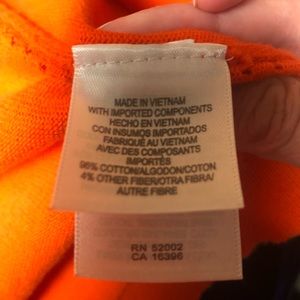 MADE IN VIETNAM
WITH IMPORTED COMPONENTS
HECHO EN VIETNAM
CON INSUMOS IMPORTADOS
FABRIQUÉ AU VIETNAM
AVEC DES COMPOSANTS
IMPORTÉS
96% COTTON/ALGODON/COTON
4% OTHER FIBER/OTRA FIBRA/
AUTRE FIBRE
RN 52002
CA 16396